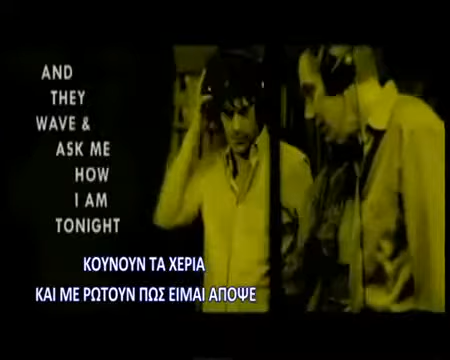 AND
THEY
WAVE &
ASK ME
HOW
I AM
TONIGHT
ΚΟΥΝΟΥΝ ΤΑ ΧΕΡΙΑ
ΚΑΙ ΜΕ ΡΩΤΟΥΝ ΠΩΣ ΕΙΜΑΙ ΑΠΟΨΕ